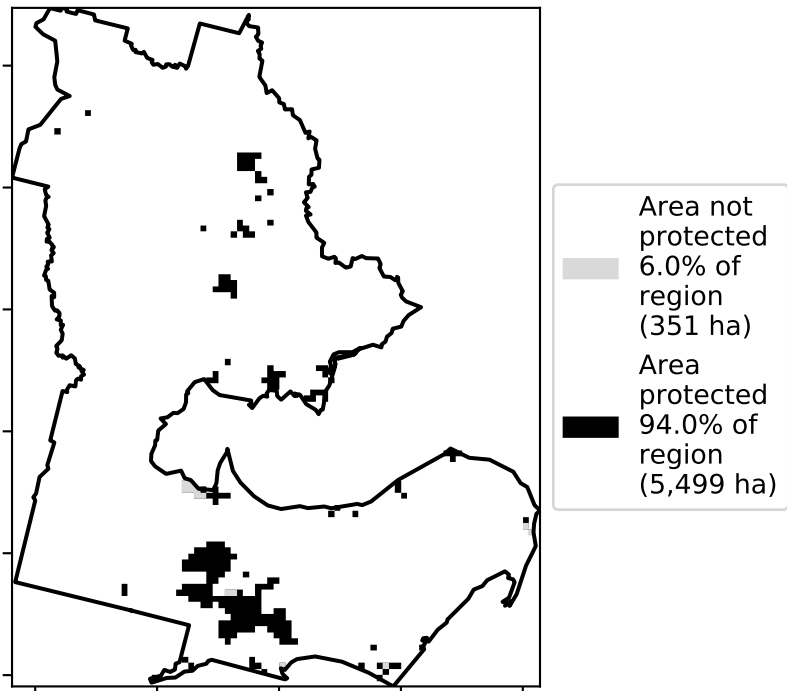 Area not
protected
6.0% of
region
(351 ha)
Area
protected
94.0% of
region
(5,499 ha)